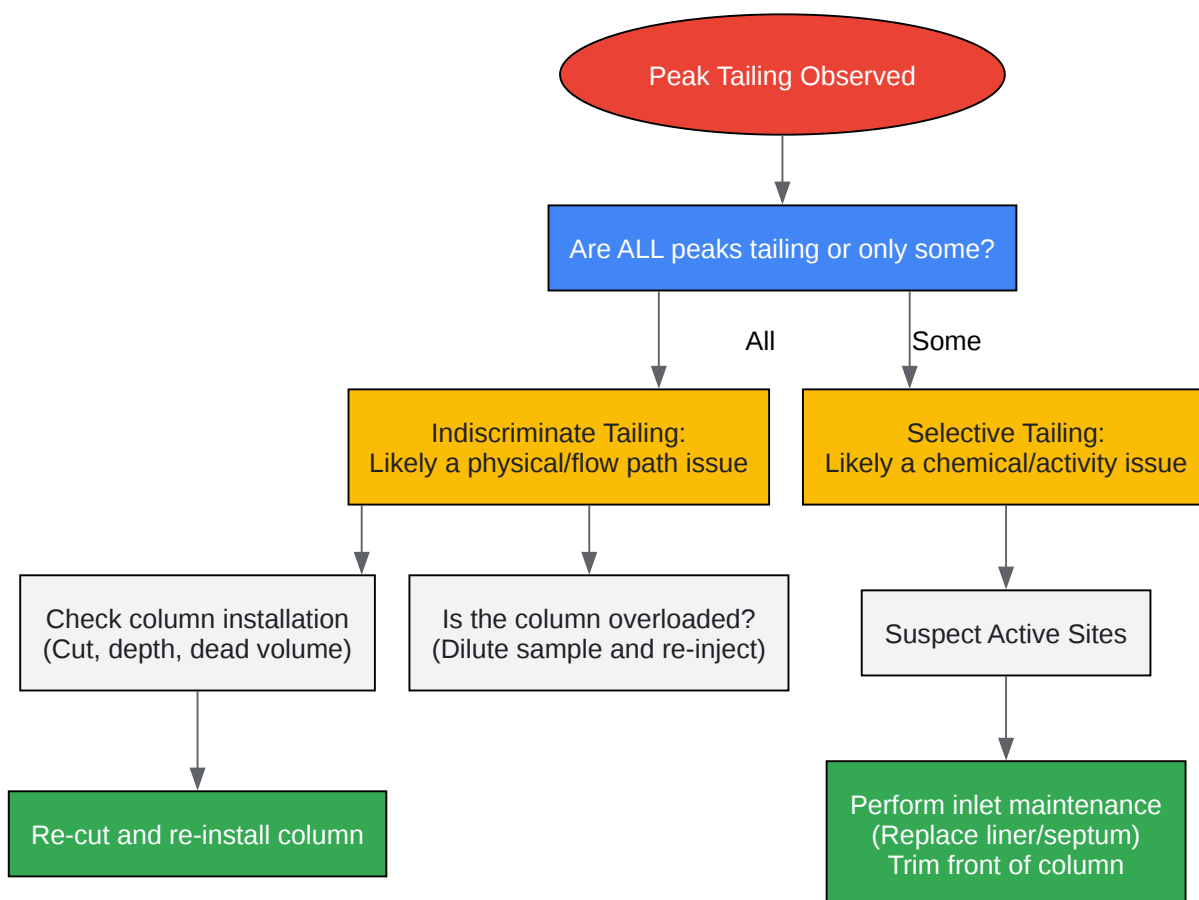 Peak Tailing Observed
Are ALL peaks tailing or only some?
All
Some
Indiscriminate Tailing:
Likely a physical/flow path issue
Selective Tailing:
Likely a chemical/activity issue
Check column installation
(Cut, depth, dead volume)
Is the column overloaded?
(Dilute sample and re-inject)
Suspect Active Sites
Re-cut and re-install column
Perform inlet maintenance
(Replace liner/septum)
Trim front of column